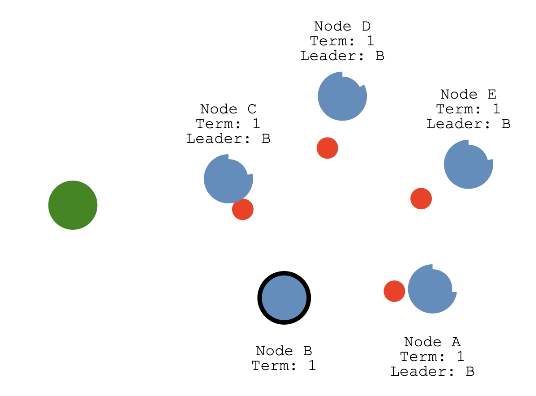 Node D
Term: 1
Leader: B
Node E
Term: 1
Leader: B
Node C
Term: 1
Leader: B
Node B
Term: 1
Node A
Term: 1
Leader: B